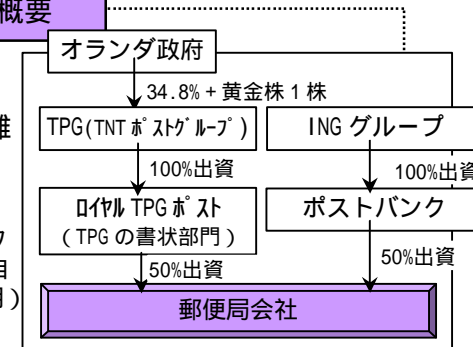 概要
オランダ政府
34.8%+黄金株1株
離
TPG(TNTﾎﾟｽﾄｸﾞﾙｰﾌﾟ)
INGグループ
100%出資
100%出資
ロイヤルTPGポスト
(TPGの書状部門)
ポストバンク
50%出資
50%出資
郵便局会社